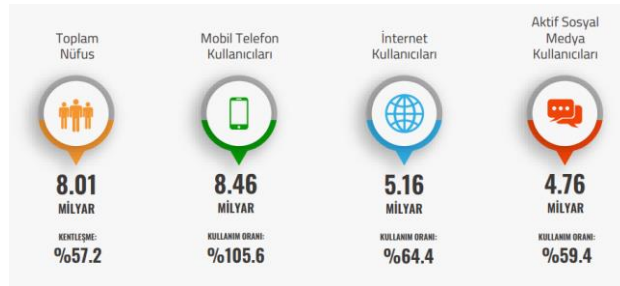 Toplam
Nüfus
8.01
MİLYAR
KENTLEŞME:
%57.2
Mobil Telefon
Kullanıcıları
8.46
MİLYAR
KULLANIM ORANI:
%105.6
İnternet
Kullanıcıları
5.16
MİLYAR
KULLANIM ORANI:
%64.4
Aktif Sosyal
Medya
Kullanıcıları
4.76
MİLYAR
KULLANIM ORANI:
%59.4